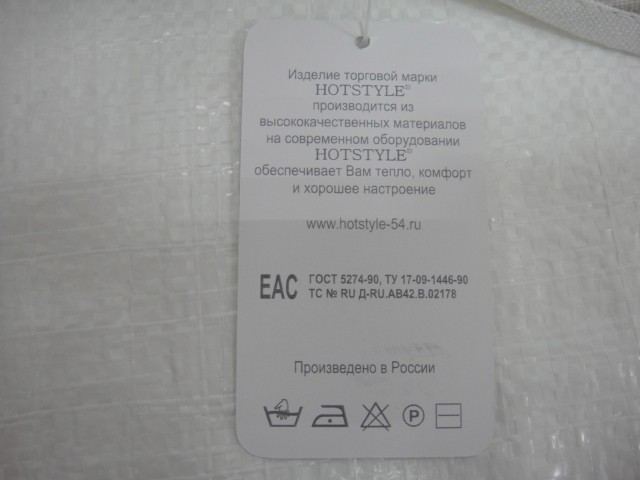 Изделие торговой марки
HOTSTYLE®
производится из
высококачественных материалов
на современном оборудовании
HOTSTYLE®
обеспечивает Вам тепло, комфорт
и хорошее настроение
www.hotstyle-54.ru
EAC
ГОСТ 5274-90, ТУ 17-09-1446-90
ТС № RU Д-RU.АВ42.В.02178
Произведено в России
P